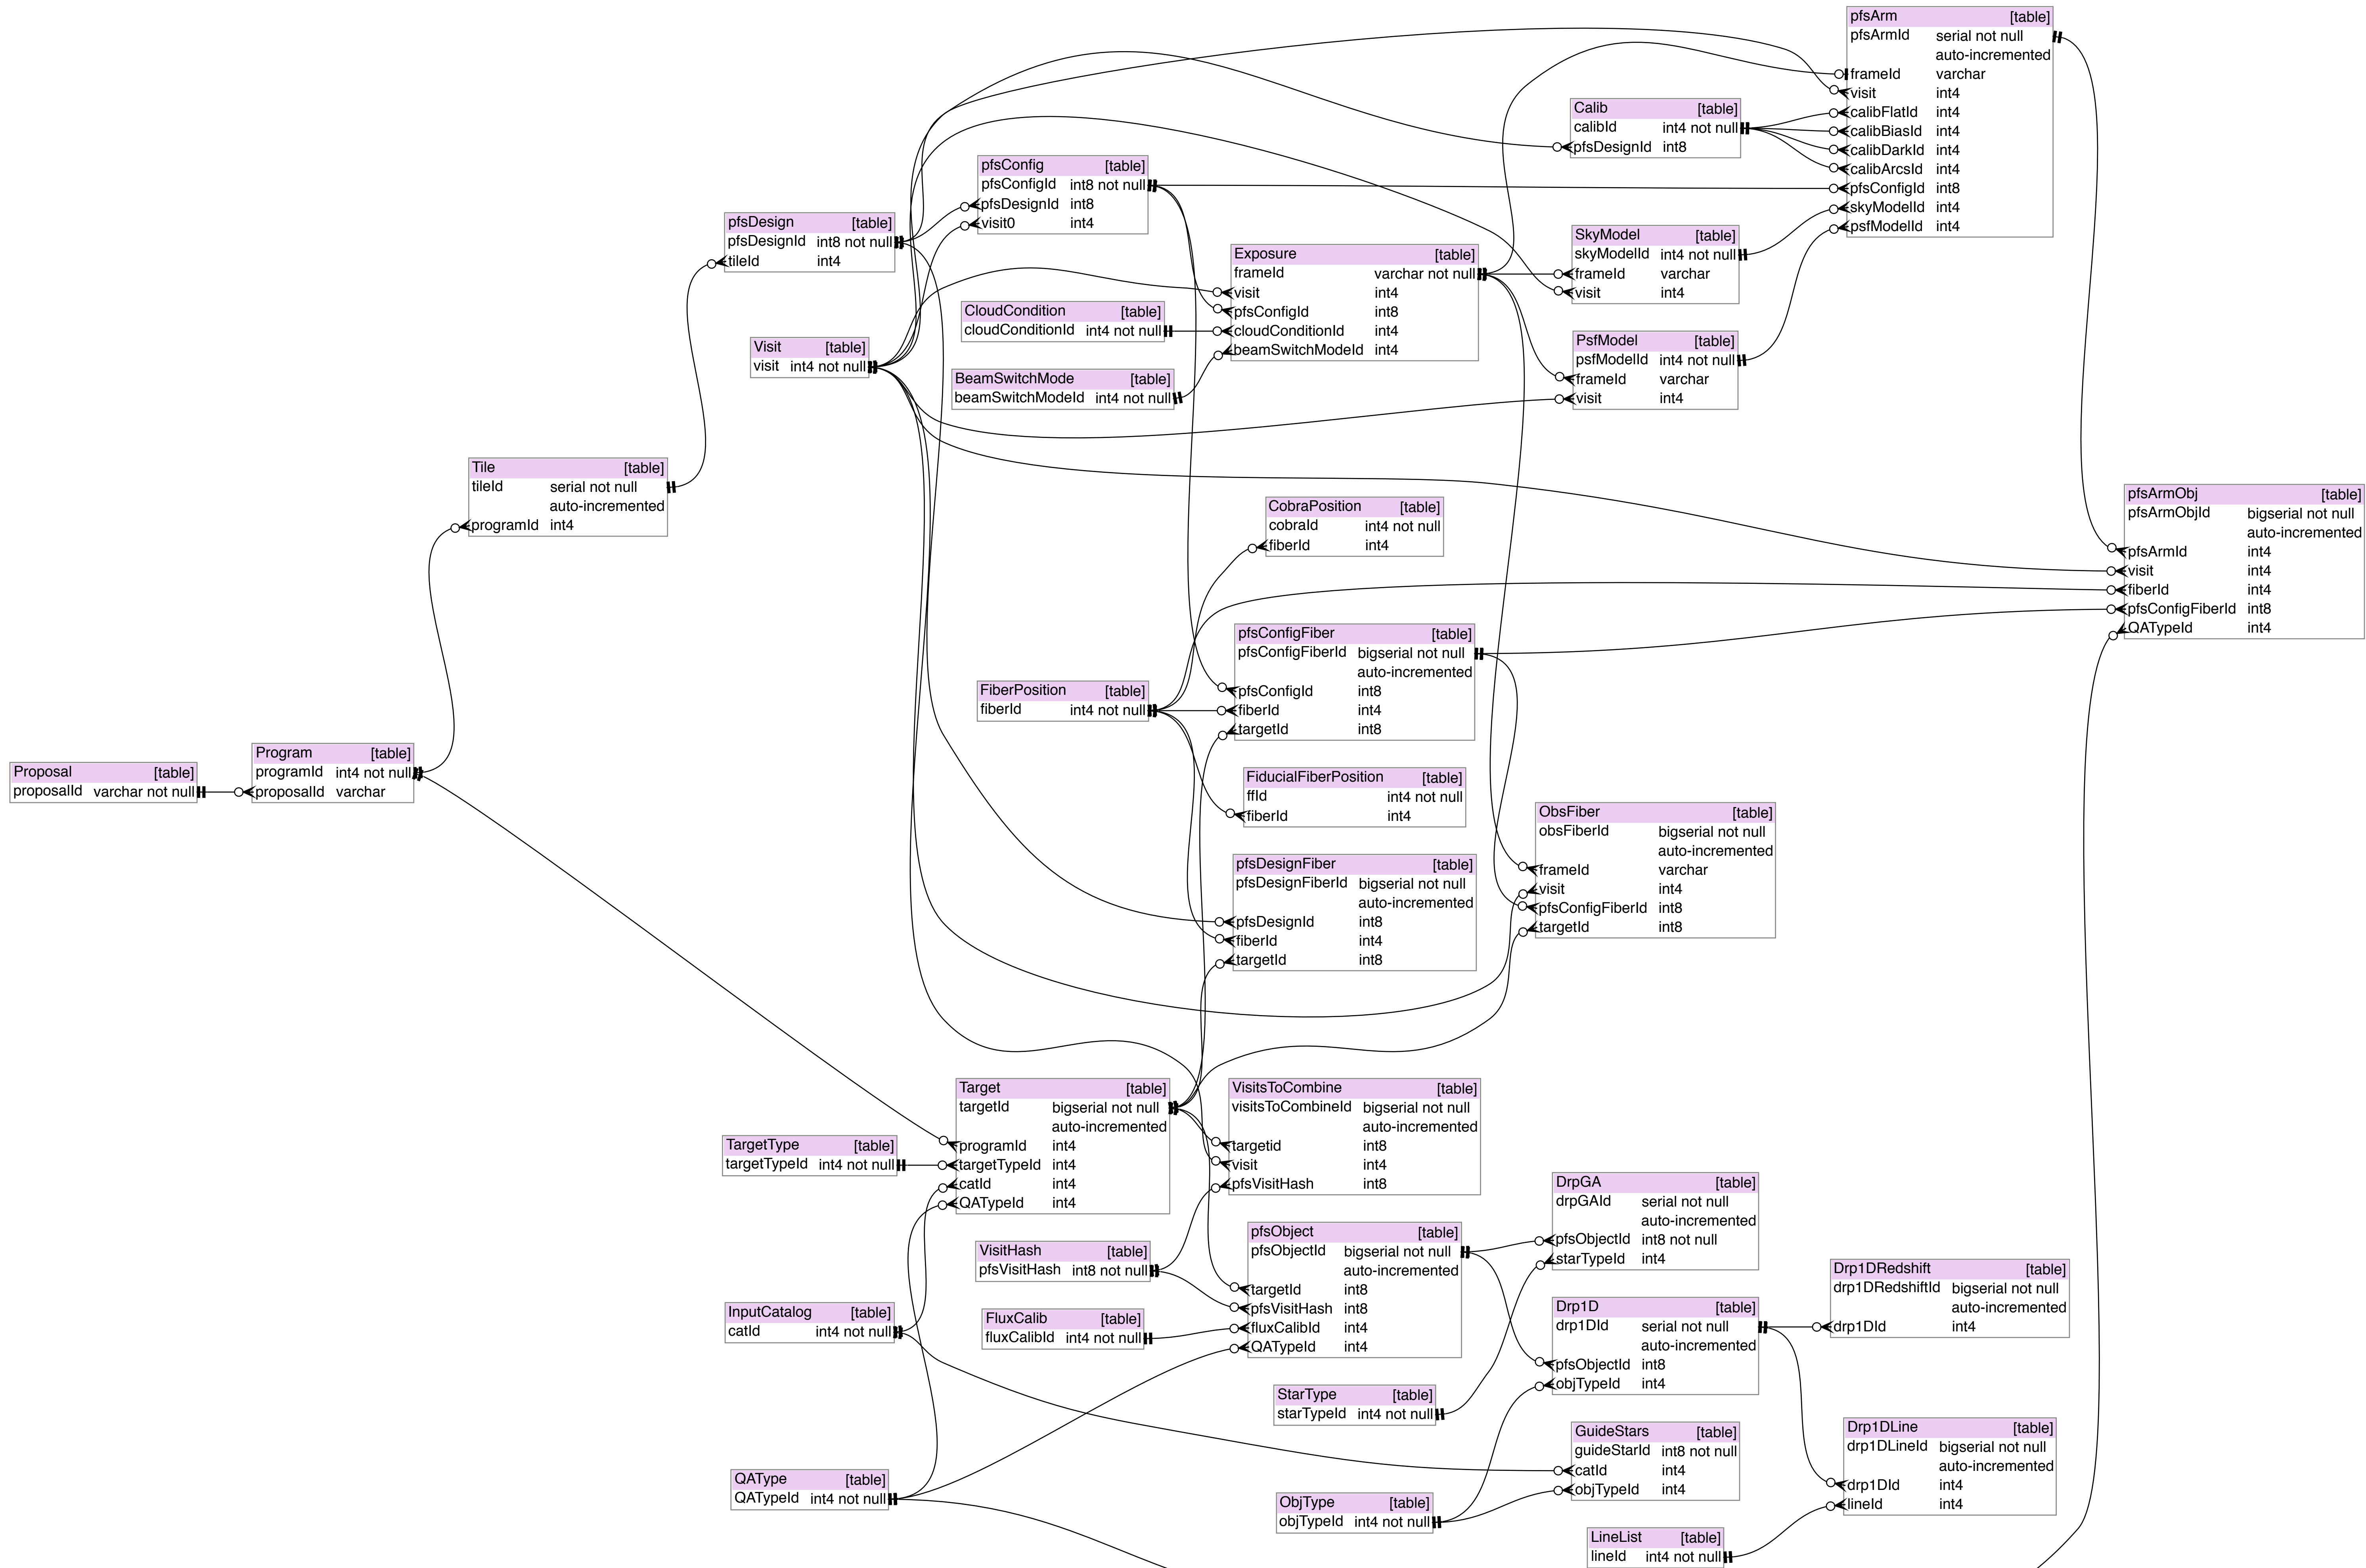 pfsArm [table]
pfsArmId serial not null
auto-incremented
frameId varchar
visit int4
calibFlatId int4
calibBiasId int4
calibDarkId int4
calibArcsId int4
pfsConfigId int8
skyModelId int4
psfModelId int4
Calib [table]
calibId int4 not null
pfsDesignId int8
pfsConfig [table]
pfsConfigId int8 not null
pfsDesignId int8
visit0 int4
pfsDesign [table]
pfsDesignId int8 not null
tileId int4
SkyModel [table]
skyModelId int4 not null
frameId varchar
visit int4
Exposure [table]
frameId varchar not null
visit int4
pfsConfigId int8
cloudConditionId int4
beamSwitchModeId int4
CloudCondition [table]
cloudConditionId int4 not null
Visit [table]
visit int4 not null
PsfModel [table]
psfModelId int4 not null
frameId varchar
visit int4
BeamSwitchMode [table]
beamSwitchModeId int4 not null
Tile [table]
tileId serial not null
auto-incremented
programId int4
CobraPosition [table]
cobraId int4 not null
fiberId int4
pfsArmObj [table]
pfsArmObjId bigserial not null
auto-incremented
pfsArmId int4
visit int4
fiberId int4
pfsConfigFiberId int8
QATypeId int4
pfsConfigFiber [table]
pfsConfigFiberId bigserial not null
auto-incremented
pfsConfigId int8
fiberId int4
targetId int8
FiberPosition [table]
fiberId int4 not null
Program [table]
programId int4 not null
proposalId varchar
Proposal [table]
proposalId varchar not null
FiducialFiberPosition [table]
ffId int4 not null
fiberId int4
ObsFiber [table]
obsFiberId bigserial not null
auto-incremented
frameId varchar
visit int4
pfsConfigFiberId int8
targetId int8
pfsDesignFiber [table]
pfsDesignFiberId bigserial not null
auto-incremented
pfsDesignId int8
fiberId int4
targetId int8
Target [table]
targetId bigserial not null
auto-incremented
programId int4
targetTypeId int4
catId int4
QATypeId int4
VisitsToCombine [table]
visitsToCombineId bigserial not null
auto-incremented
targetid int8
visit int4
pfsVisitHash int8
TargetType [table]
targetTypeId int4 not null
DrpGA [table]
drpGAId serial not null
auto-incremented
pfsObjectId int8 not null
starTypeId int4
pfsObject [table]
pfsObjectId bigserial not null
auto-incremented
targetId int8
pfsVisitHash int8
fluxCalibId int4
QATypeId int4
VisitHash [table]
pfsVisitHash int8 not null
Drp1DRedshift [table]
drp1DRedshiftId bigserial not null
auto-incremented
drp1DId int4
InputCatalog [table]
catId int4 not null
FluxCalib [table]
fluxCalibId int4 not null
Drp1D [table]
drp1DId serial not null
auto-incremented
pfsObjectId int8
objTypeId int4
StarType [table]
starTypeId int4 not null
GuideStars [table]
guideStarId int8 not null
catId int4
objTypeId int4
Drp1DLine [table]
drp1DLineId bigserial not null
auto-incremented
drp1DId int4
lineId int4
QAType [table]
QATypeId int4 not null
ObjType [table]
objTypeId int4 not null
LineList [table]
lineId int4 not null